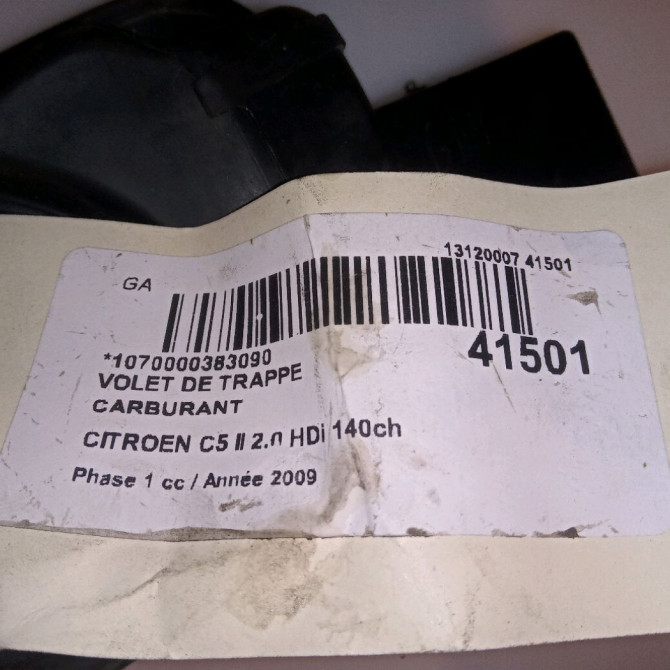 13120007 41501
GA
*1070000383090
41501
VOLET DE TRAPPE
CARBURANT
CITROEN C5 II 2.0 HDi 140ch
Phase 1 cc / Année 2009